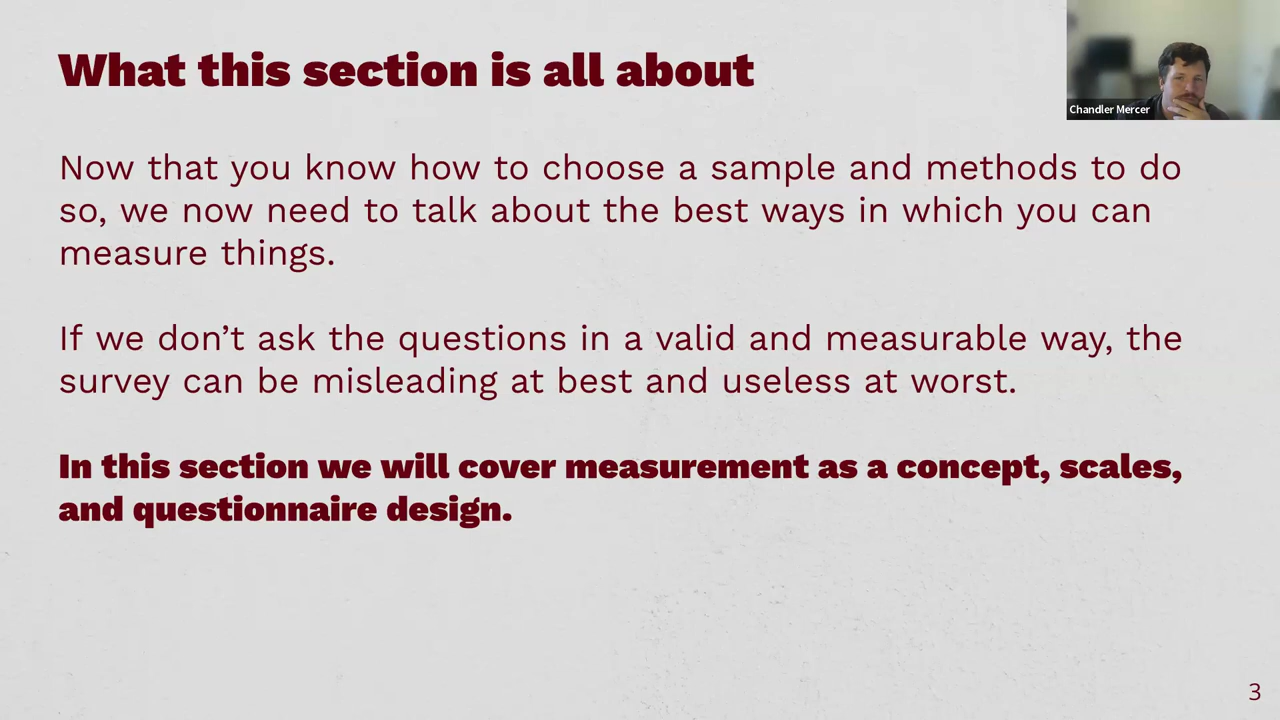 What this section is all about
Chandler Mercer
Now that you know how to choose a sample and methods to do
so, we now need to talk about the best ways in which you can
measure things.
If we don’t ask the questions in a valid and measurable way, the
survey can be misleading at best and useless at worst.
In this section we will cover measurement as a concept, scales,
and questionnaire design.
3